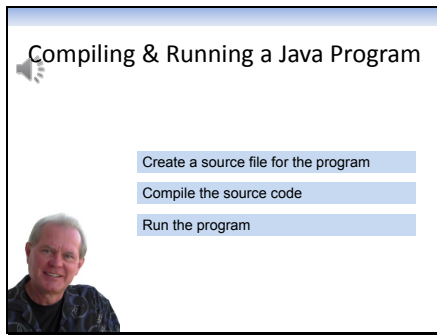 Compiling & Running a Java Program
Create a source file for the program
Compile the source code
Run the program